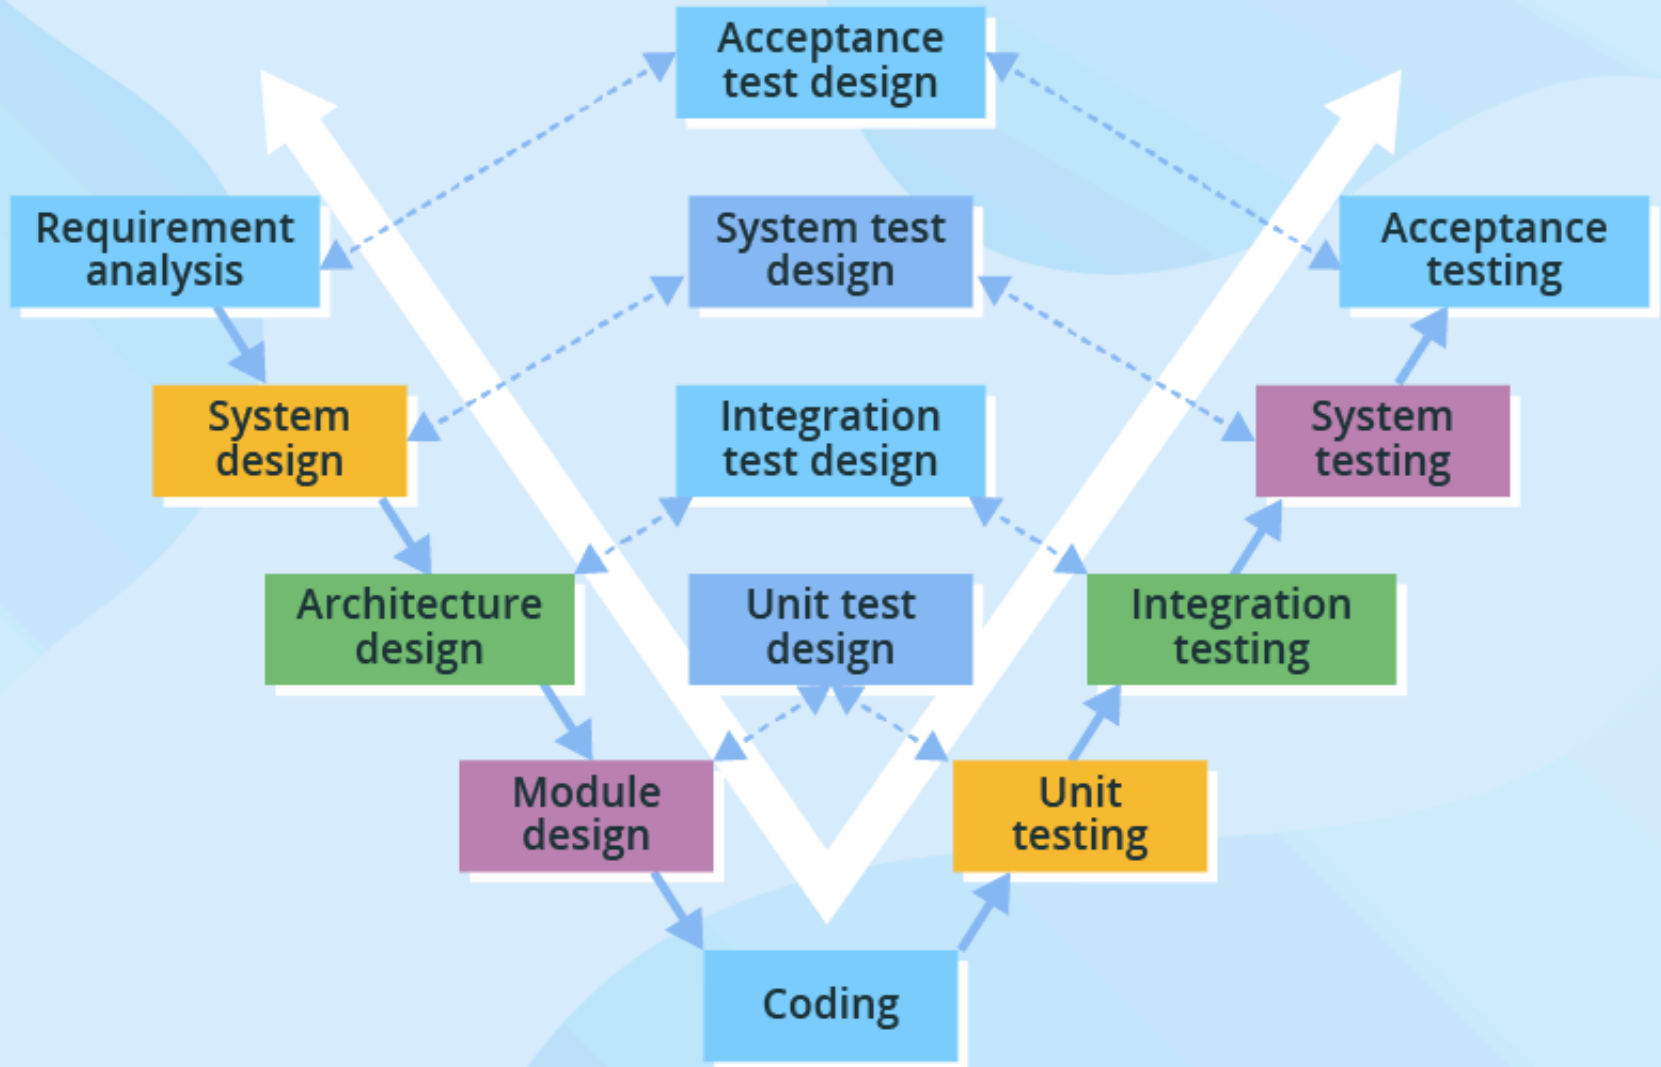 Acceptance
test design
Requirement
analysis
System test
design
Acceptance
testing
System
design
Integration
test design
System
testing
Architecture
design
Unit test
design
Integration
testing
Module
design
Unit
testing
Coding